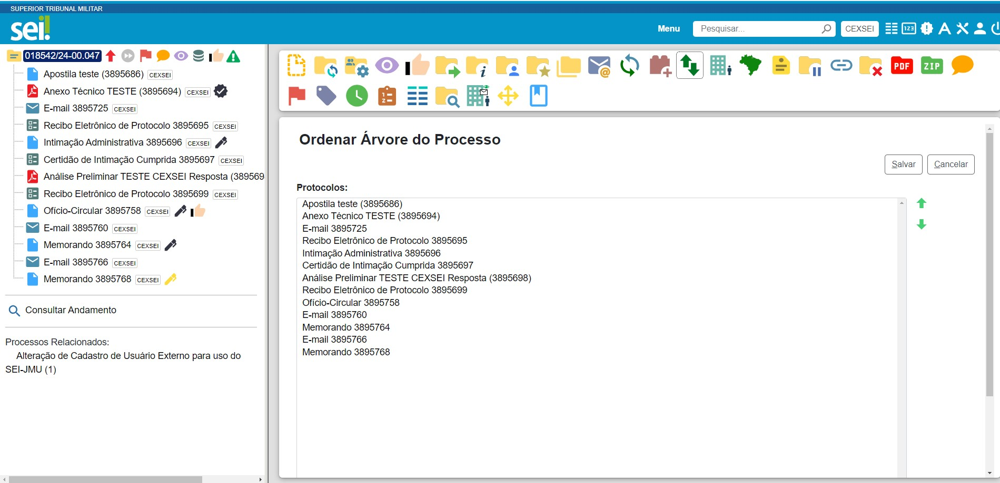 SUPERIOR TRIBUNAL MILITAR
sei!
Menu
Pesquisar...
CEXSEI
123
018542/24-00.047
Apostila teste (3895686) CEXSEI
Anexo Técnico TESTE (3895694) CEXSEI
E-mail 3895725 CEXSEI
Recibo Eletrônico de Protocolo 3895695 CEXSEI
Intimação Administrativa 3895696 CEXSEI
Certidão de Intimação Cumprida 3895697 CEXSEI
Análise Preliminar TESTE CEXSEI Resposta (389569
Recibo Eletrônico de Protocolo 3895699 CEXSEI
Ofício-Circular 3895758 CEXSEI
E-mail 3895760 CEXSEI
Memorando 3895764 CEXSEI
E-mail 3895766 CEXSEI
Memorando 3895768 CEXSEI
Consultar Andamento
Processos Relacionados:
Alteração de Cadastro de Usuário Externo para uso do
SEI-JMU (1)
PDF
ZIP
Ordenar Árvore do Processo
Salvar
Cancelar
Protocolos:
Apostila teste (3895686)
Anexo Técnico TESTE (3895694)
E-mail 3895725
Recibo Eletrônico de Protocolo 3895695
Intimação Administrativa 3895696
Certidão de Intimação Cumprida 3895697
Análise Preliminar TESTE CEXSEI Resposta (3895698)
Recibo Eletrônico de Protocolo 3895699
Ofício-Circular 3895758
E-mail 3895760
Memorando 3895764
E-mail 3895766
Memorando 3895768